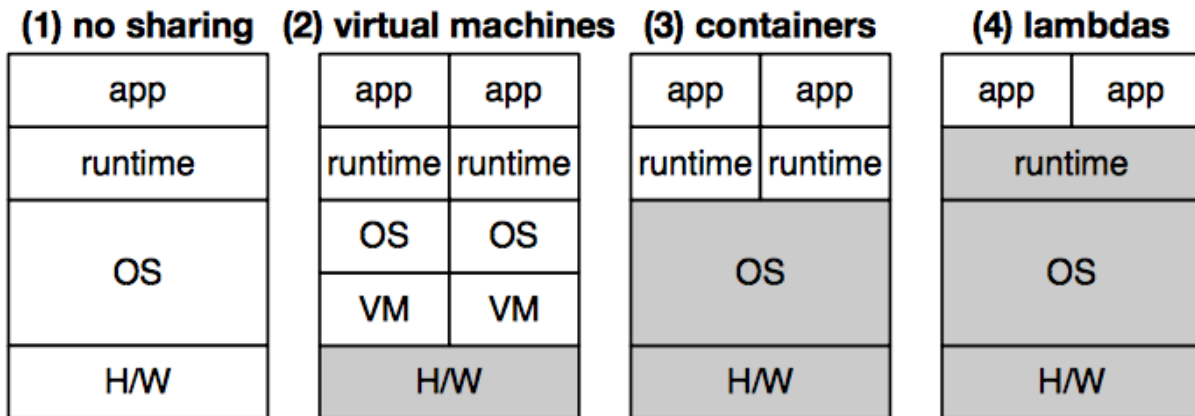 (1) no sharing (2) virtual machines (3) containers (4) lambdas
app app app app app app app
runtime runtime runtime runtime runtime runtime
OS OS OS OS OS
VM VM
H/W H/W H/W H/W